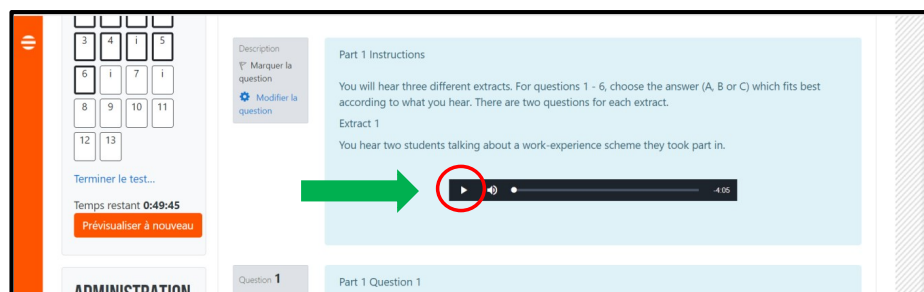 3 4 i 5
6 i 7 i
8 9 10 11
12 13
Terminer le test...
Temps restant 0:49:45
Prévisualiser à nouveau
ADMINISTRATION
Description
Marquer la
question
Modifier la
question
Part 1 Instructions
You will hear three different extracts. For questions 1 - 6, choose the answer (A, B or C) which fits best
according to what you hear. There are two questions for each extract.
Extract 1
You hear two students talking about a work-experience scheme they took part in.
-4:05
Question 1
Part 1 Question 1